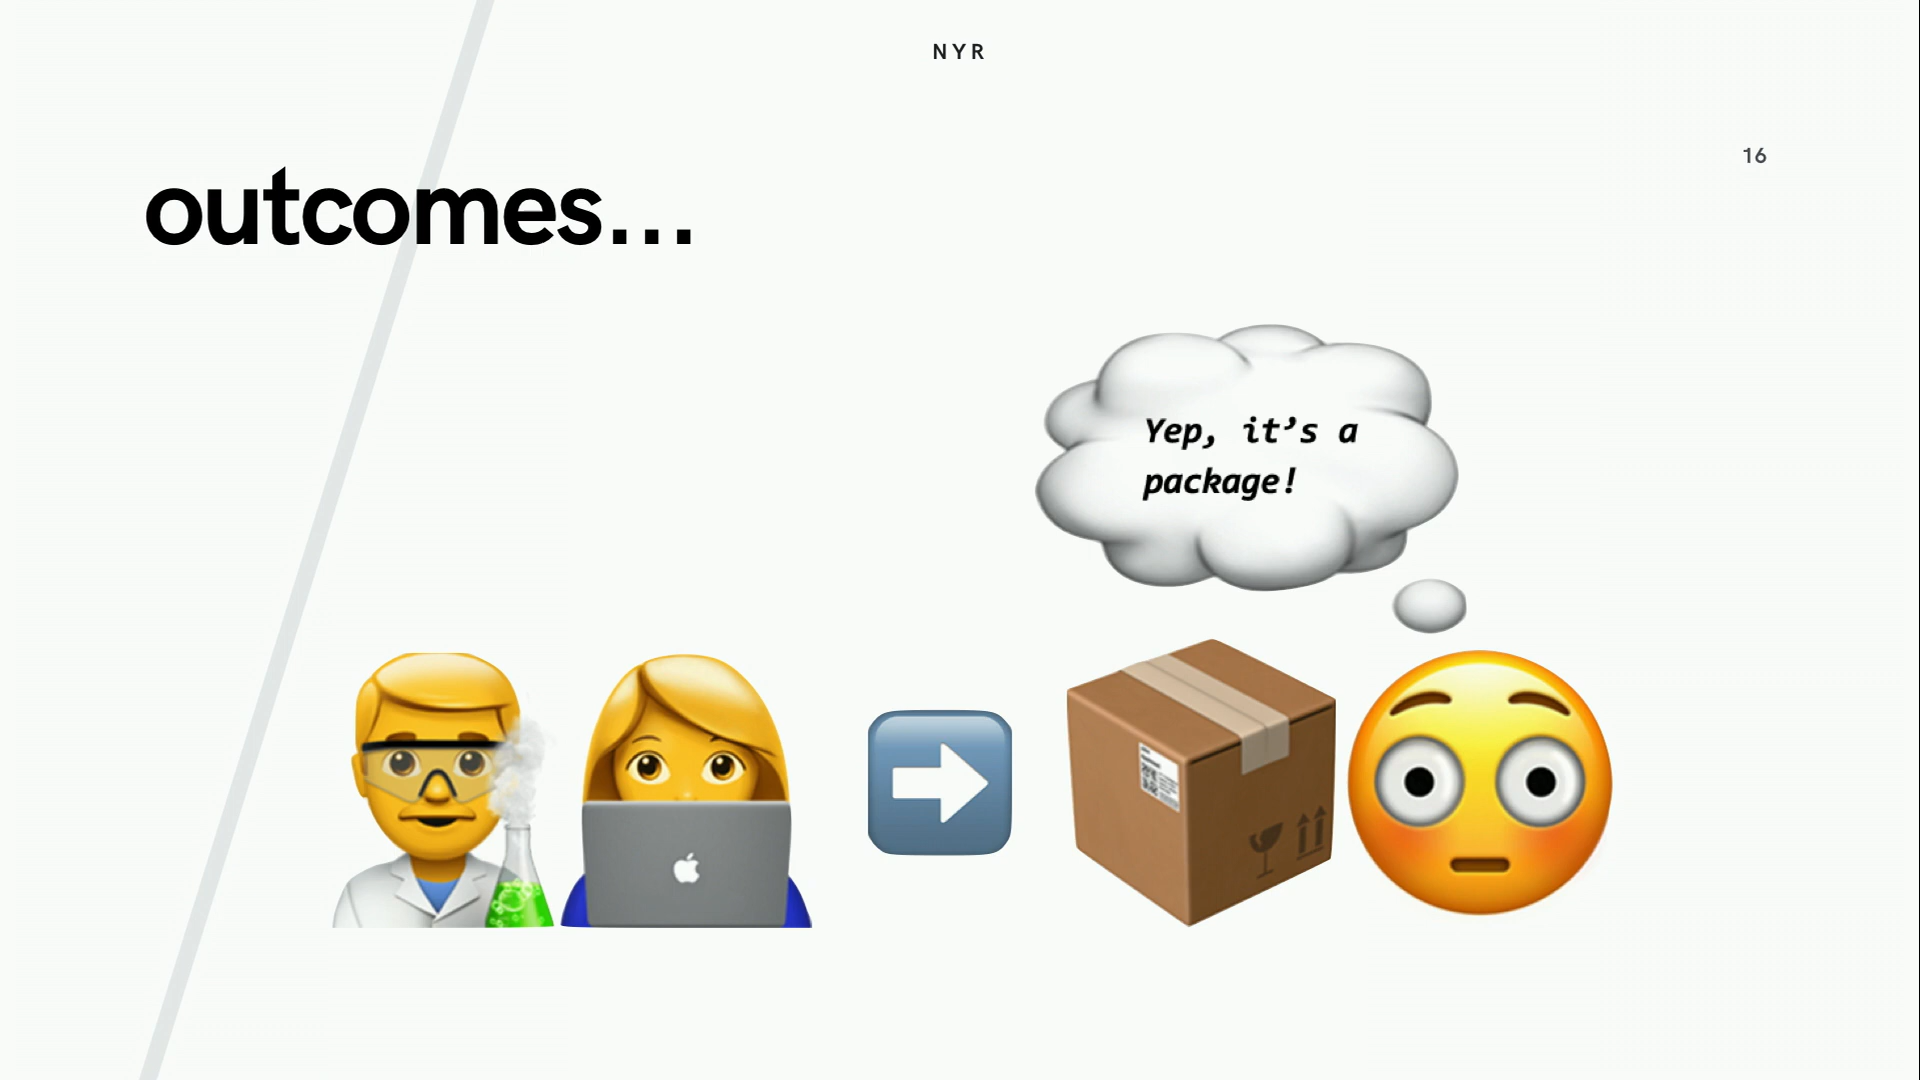 NYR
16
outcomes...
Yep, it’s a
package!